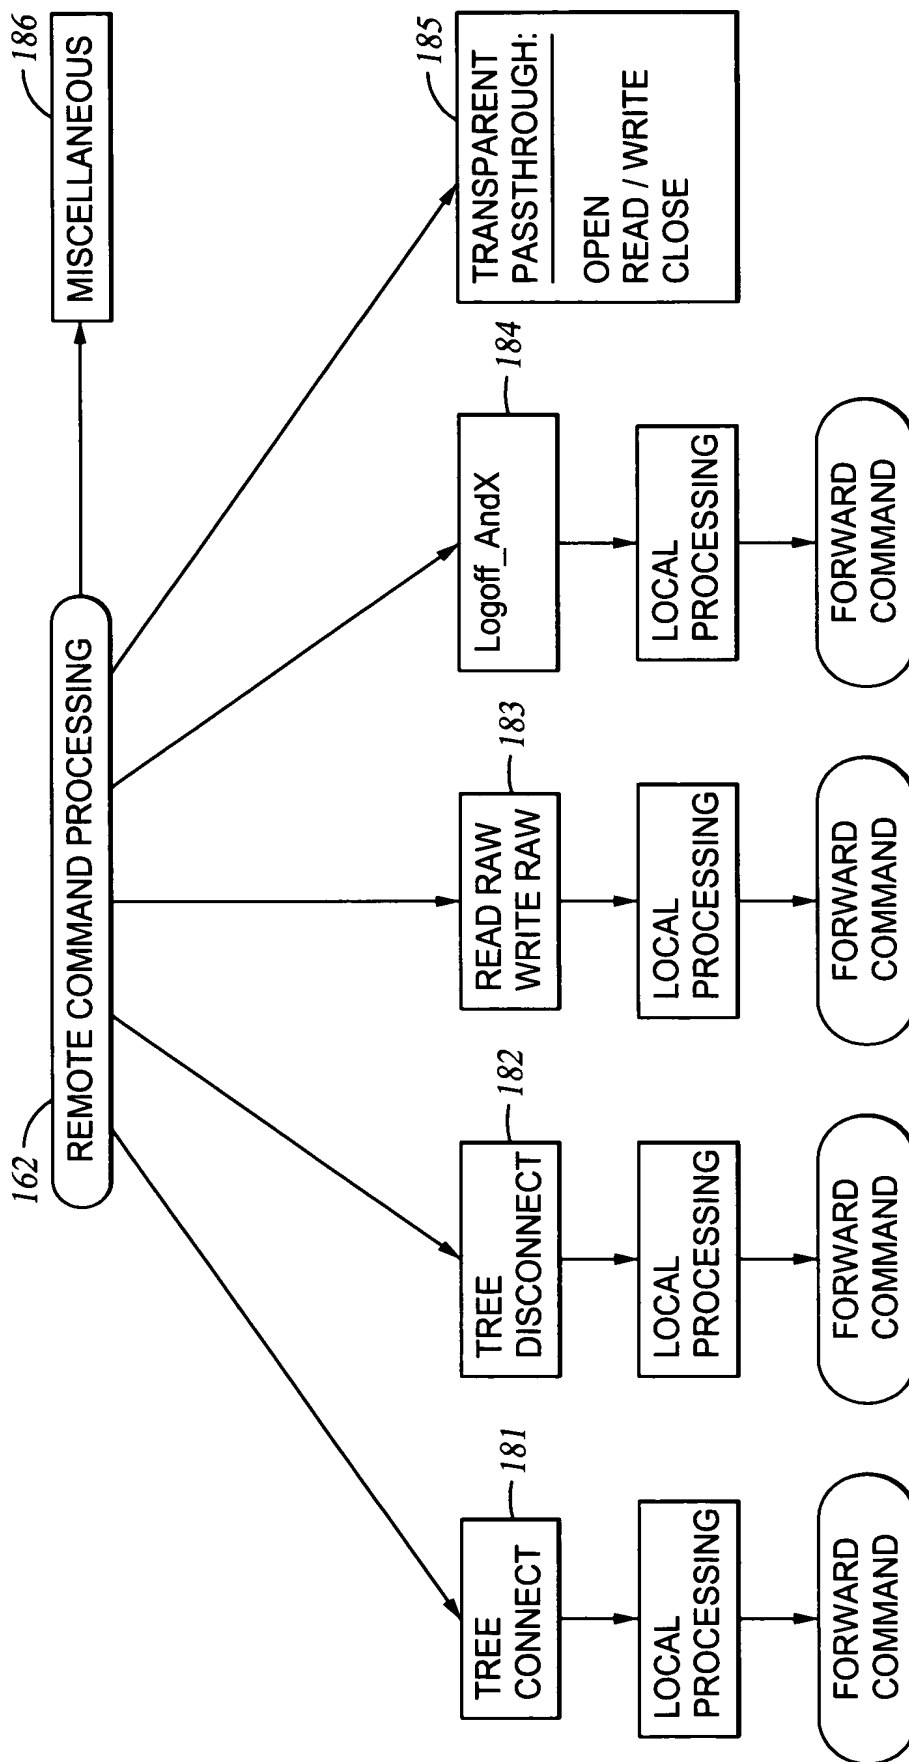 162
REMOTE COMMAND PROCESSING
186
MISCELLANEOUS
181
TREE
CONNECT
LOCAL
PROCESSING
FORWARD
COMMAND
182
TREE
DISCONNECT
LOCAL
PROCESSING
FORWARD
COMMAND
183
READ RAW
WRITE RAW
LOCAL
PROCESSING
FORWARD
COMMAND
184
Logoff_AndX
LOCAL
PROCESSING
FORWARD
COMMAND
185
TRANSPARENT
PASSTHROUGH:
OPEN
READ / WRITE
CLOSE